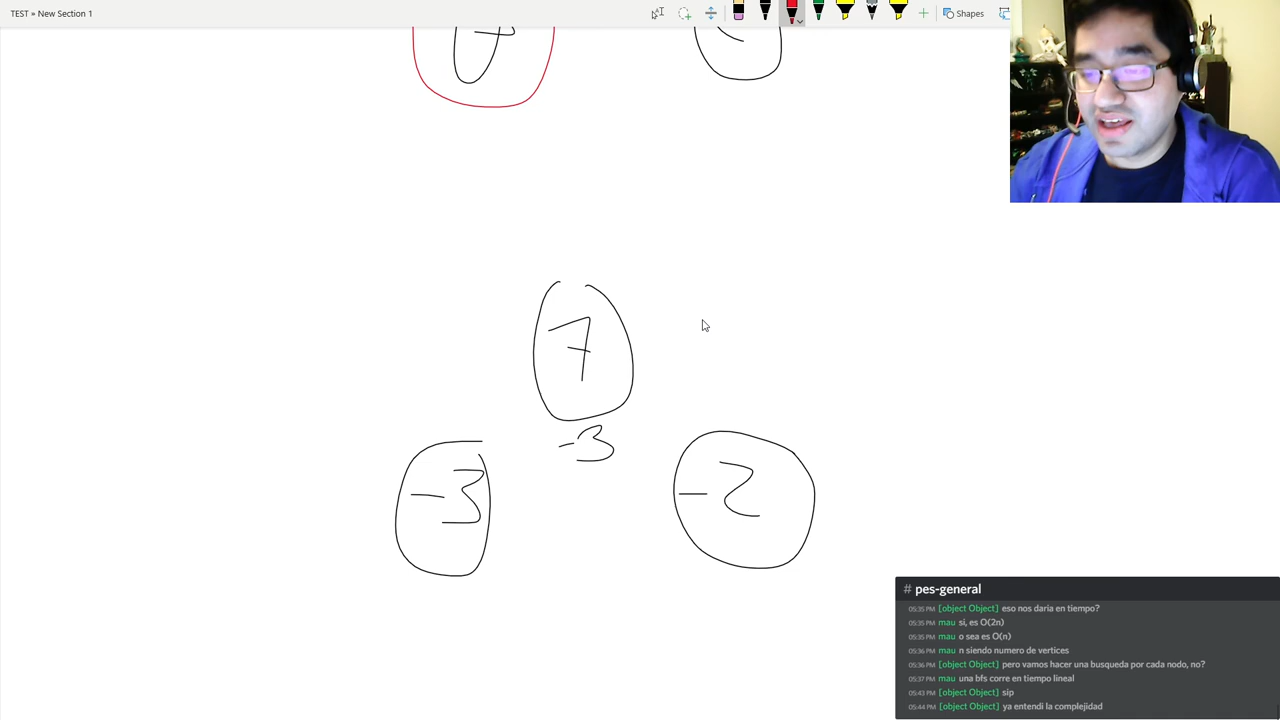 TEST » New Section 1
Shapes
7
-3
-3
-2
# pes-general
05:35 PM [object Object] eso nos daria en tiempo?
05:35 PM mau si, es O(2n)
05:35 PM mau o sea es O(n)
05:36 PM mau n siendo numero de vertices
05:36 PM [object Object] pero vamos hacer una busqueda por cada nodo, no?
05:37 PM mau una bfs corre en tiempo lineal
05:43 PM [object Object] sip
05:44 PM [object Object] ya entendi la complejidad